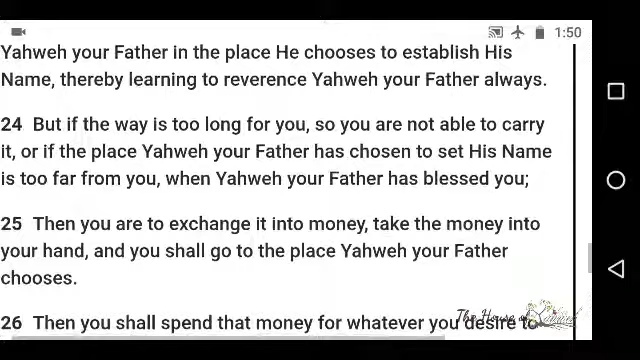 1:50
Yahweh your Father in the place He chooses to establish His
Name, thereby learning to reverence Yahweh your Father always.
24 But if the way is too long for you, so you are not able to carry
it, or if the place Yahweh your Father has chosen to set His Name
is too far from you, when Yahweh your Father has blessed you;
25 Then you are to exchange it into money, take the money into
your hand, and you shall go to the place Yahweh your Father
chooses.
26 Then you shall spend that money for whatever you desire to
The House of